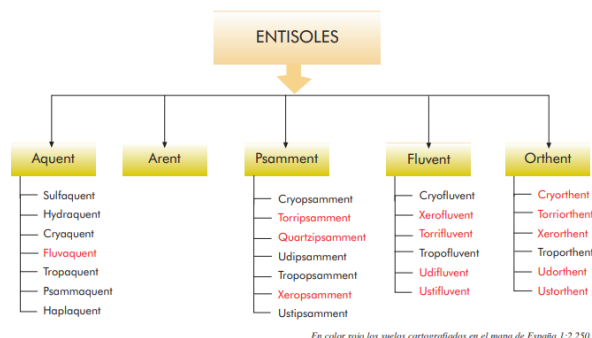 ENTISOLES
Aquent
Arent
Psamment
Fluvent
Orthent
Sulfaquent
Hydraquent
Cryaquent
Fluvaquent
Tropaquent
Psammaquent
Haplaquent
Cryopsamment
Torripsamment
Quartzipsamment
Udipsamment
Tropopsamment
Xeropsamment
Ustipsamment
Cryofluvent
Xerofluvent
Torrifluvent
Tropofluvent
Udifluvent
Ustifluvent
Cryorthent
Torriorthent
Xerorthent
Troporthent
Udorthent
Ustorthent
En color rojo los suelos cartografiados en el mapa de España 1:2.250.